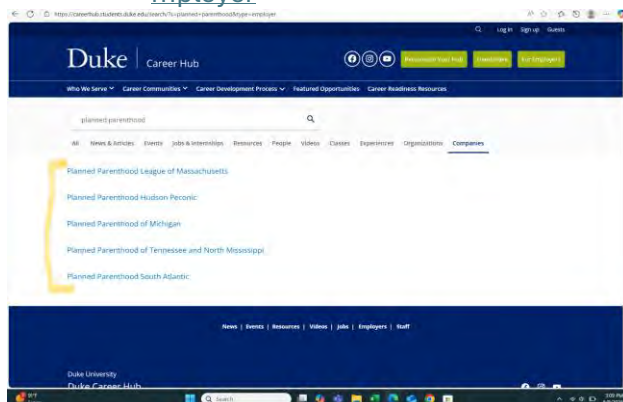 mployer
https://careerhub.students.duke.edu/search/?s=planned+parenthood&type=employer
Log in Sign up Guests
Duke Career Hub
Personalize Your Hub For Employers
Who We Serve Career Communities Career Development Process Featured Opportunities Career Readiness Resources
planned parenthood
All News & Articles Events Jobs & Internships Resources People Videos Classes Experiences Organizations Companies
Planned Parenthood League of Massachusetts
Planned Parenthood Hudson Peconic
Planned Parenthood of Michigan
Planned Parenthood of Tennessee and North Mississippi
Planned Parenthood South Atlantic
News | Events | Resources | Videos | Jobs | Employers | Staff
Duke University
Duke Career Hub
Search